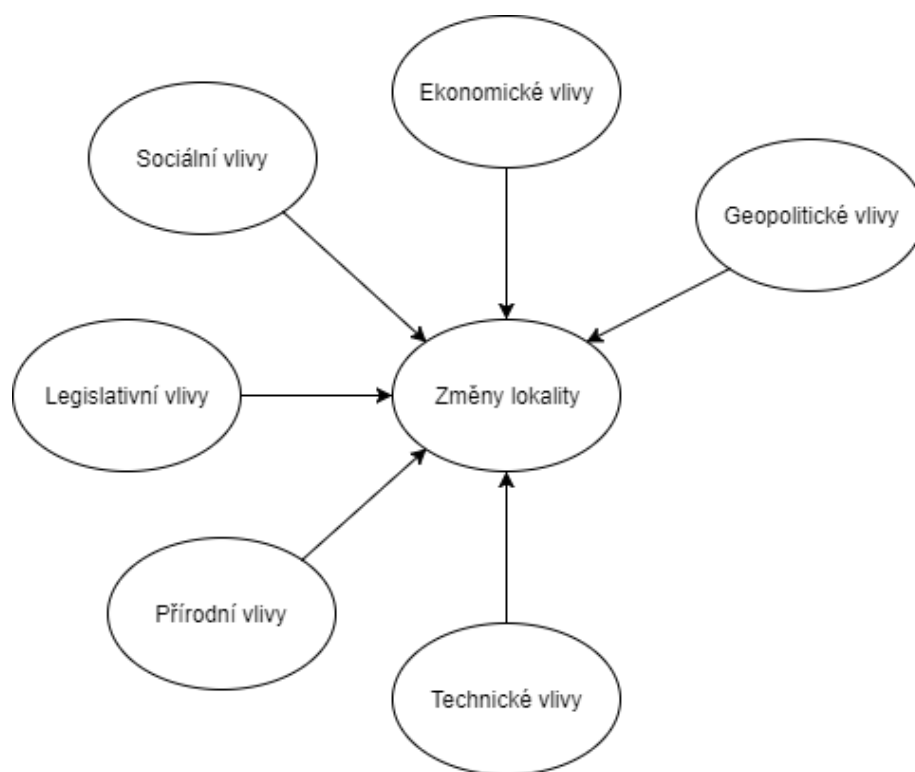 Ekonomické vlivy
Sociální vlivy
Geopolitické vlivy
Legislativní vlivy
Změny lokality
Přírodní vlivy
Technické vlivy